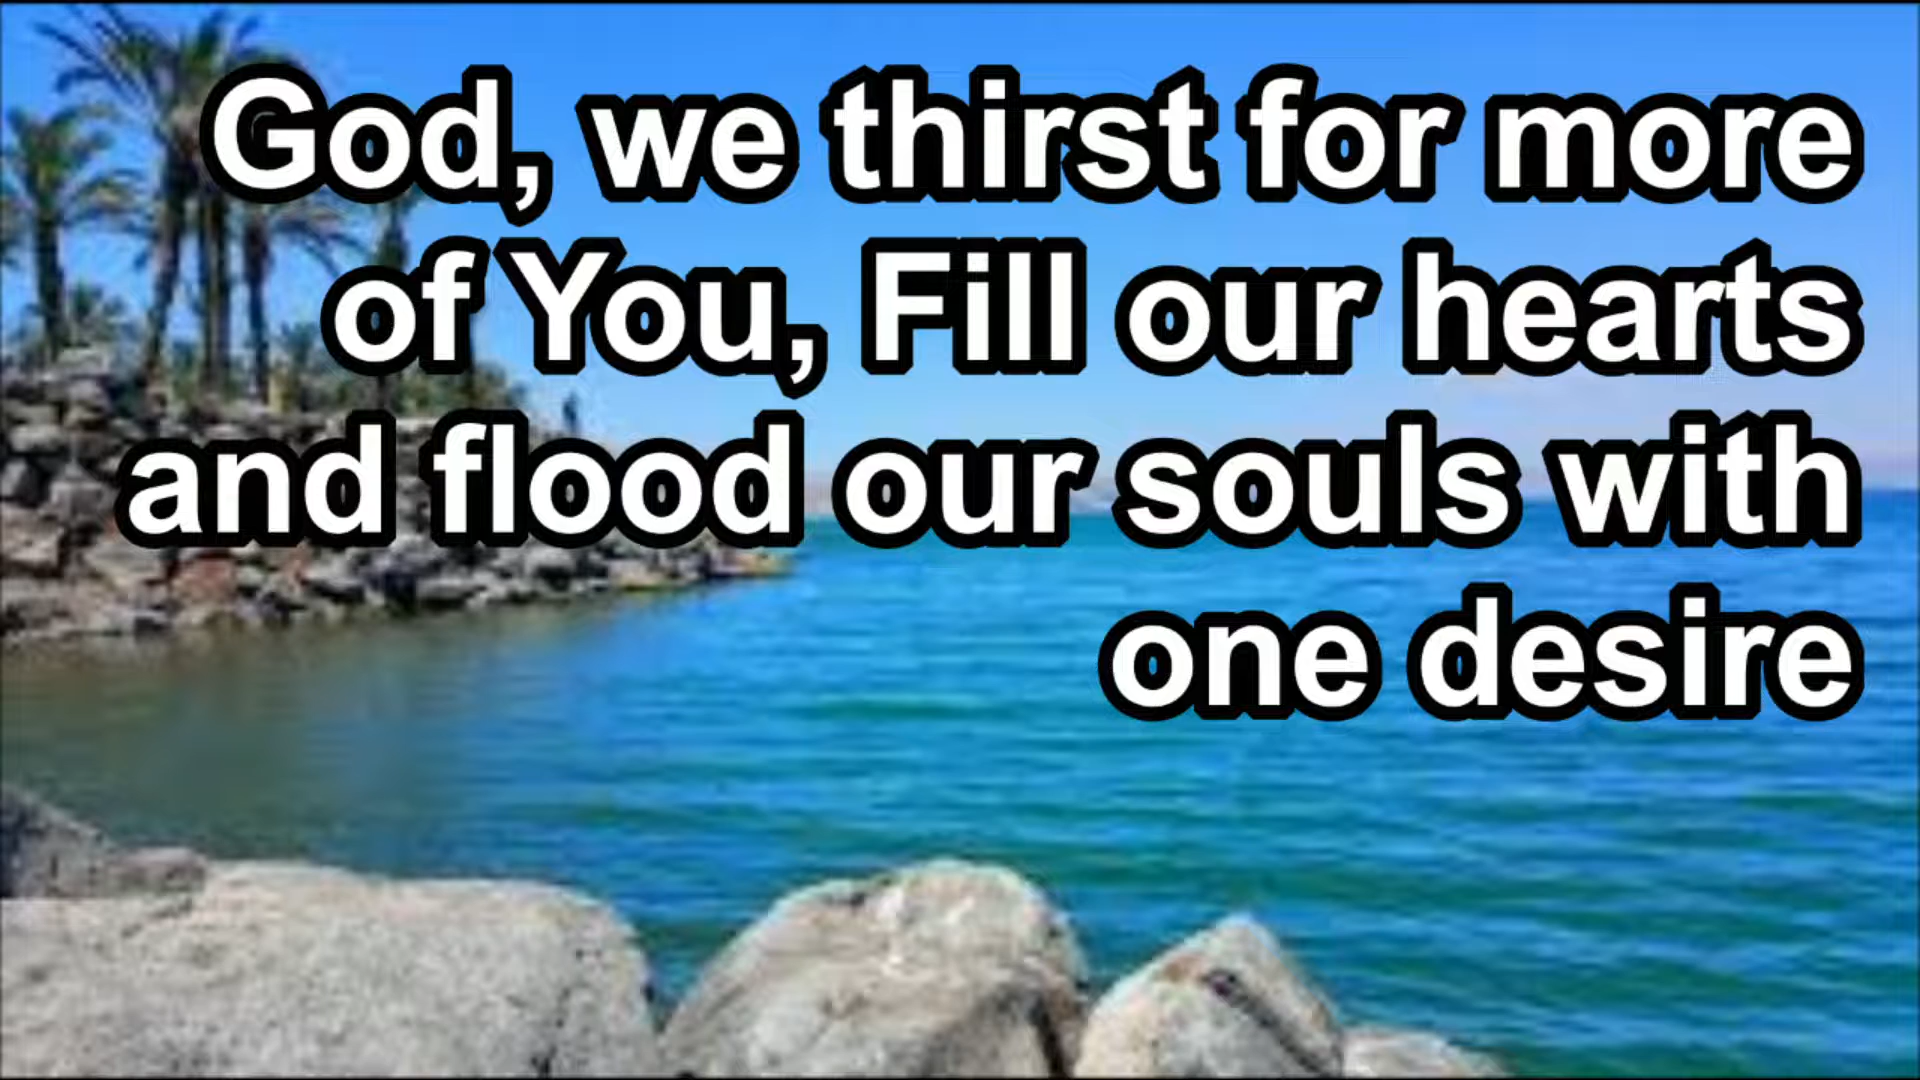 God, we thirst for more
of You, Fill our hearts
and flood our souls with
one desire